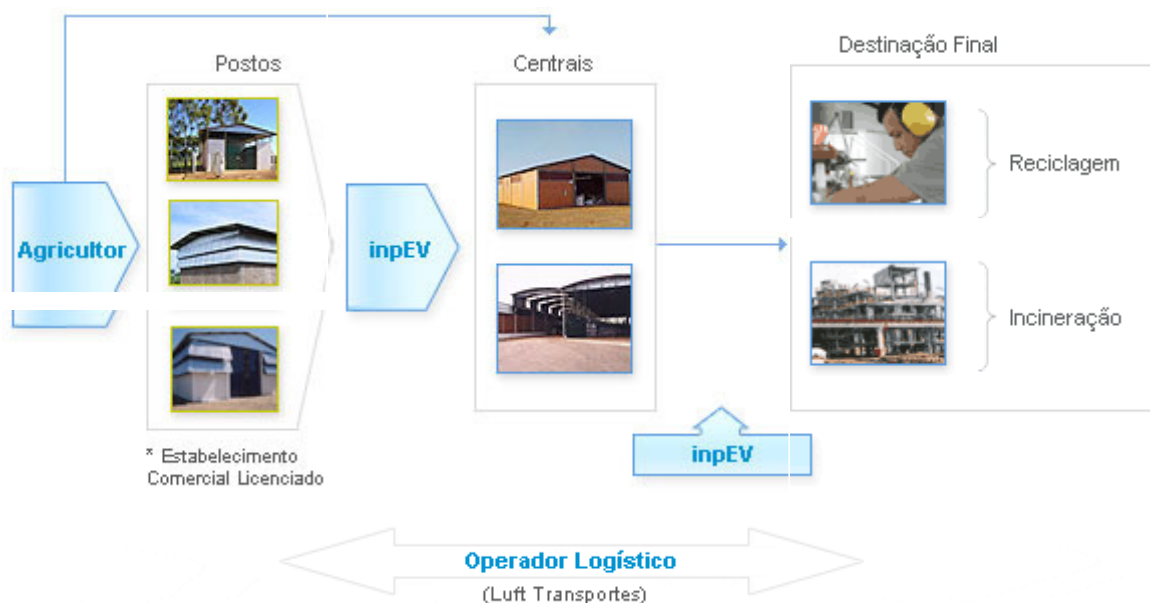 Postos
Centrais
Destinação Final
Agricultor
inpEV
Reciclagem
Incineração
inpEV
* Estabelecimento
Comercial Licenciado
Operador Logístico
(Luft Transportes)